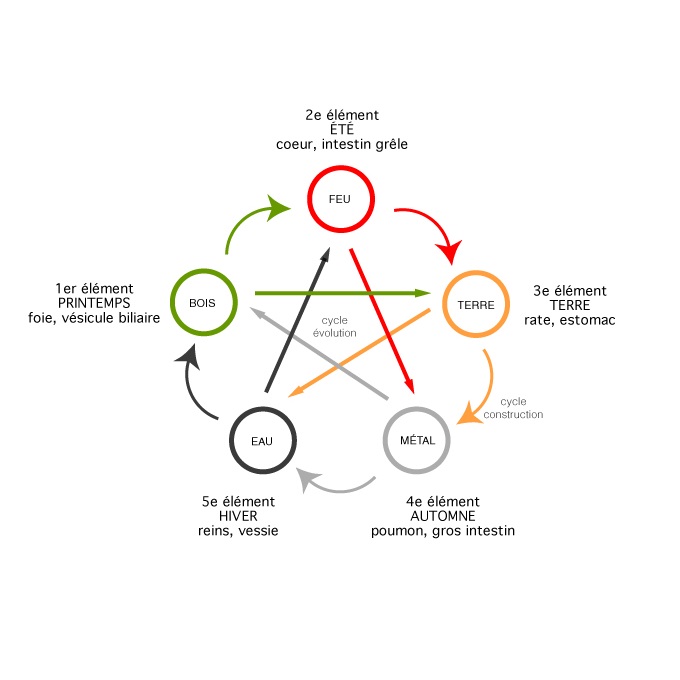 2e élément
ÉTÉ
coeur, intestin grêle
FEU
1er élément
PRINTEMPS
foie, vésicule biliaire
BOIS
TERRE
3e élément
TERRE
rate, estomac
cycle
évolution
cycle
construction
EAU
MÉTAL
5e élément
HIVER
reins, vessie
4e élément
AUTOMNE
poumon, gros intestin